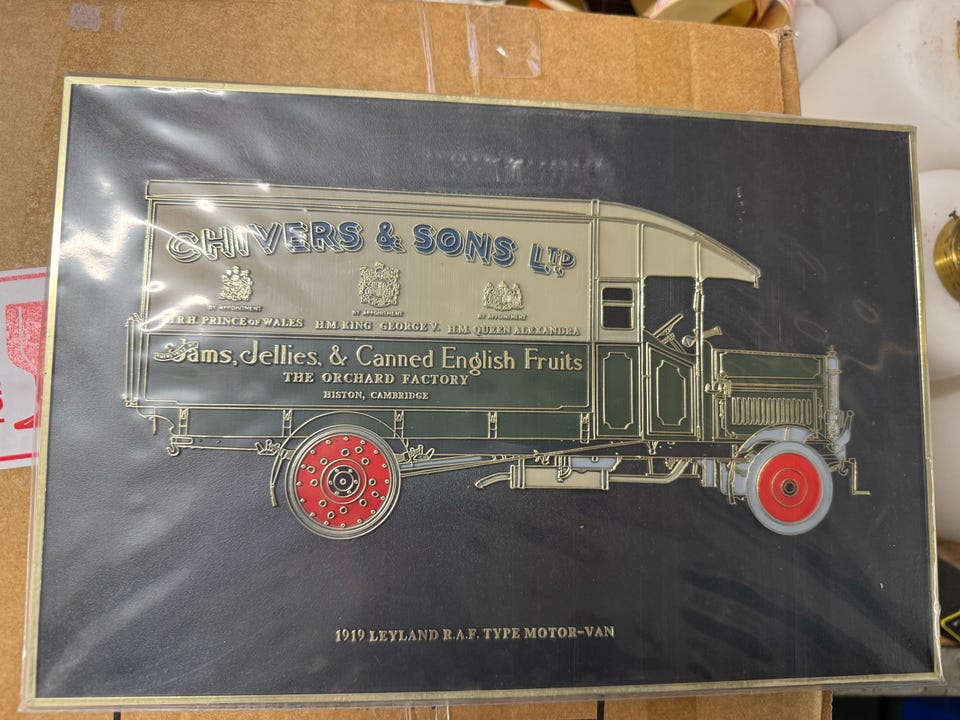 CHIVERS & SONS LTD
BY APPOINTMENT BY APPOINTMENT BY APPOINTMENT
H.R.H. PRINCE OF WALES H.M. KING GEORGE V. H.M. QUEEN ALEXANDRA
Jams, Jellies, & Canned English Fruits
THE ORCHARD FACTORY
HISTON, CAMBRIDGE
1919 LEYLAND R.A.F. TYPE MOTOR-VAN